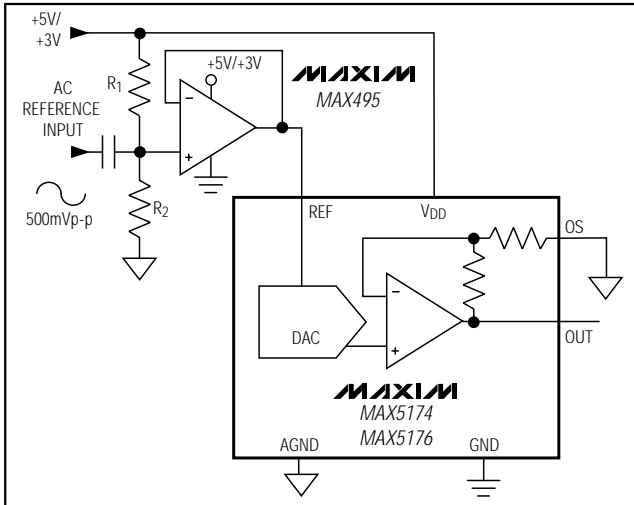 +5V/
+3V
R1
+5V/+3V
MAXIM
MAX495
AC
REFERENCE
INPUT
−
+
R2
500mVp-p
REF
VDD
OS
−
DAC
+
OUT
MAXIM
MAX5174
MAX5176
AGND
GND